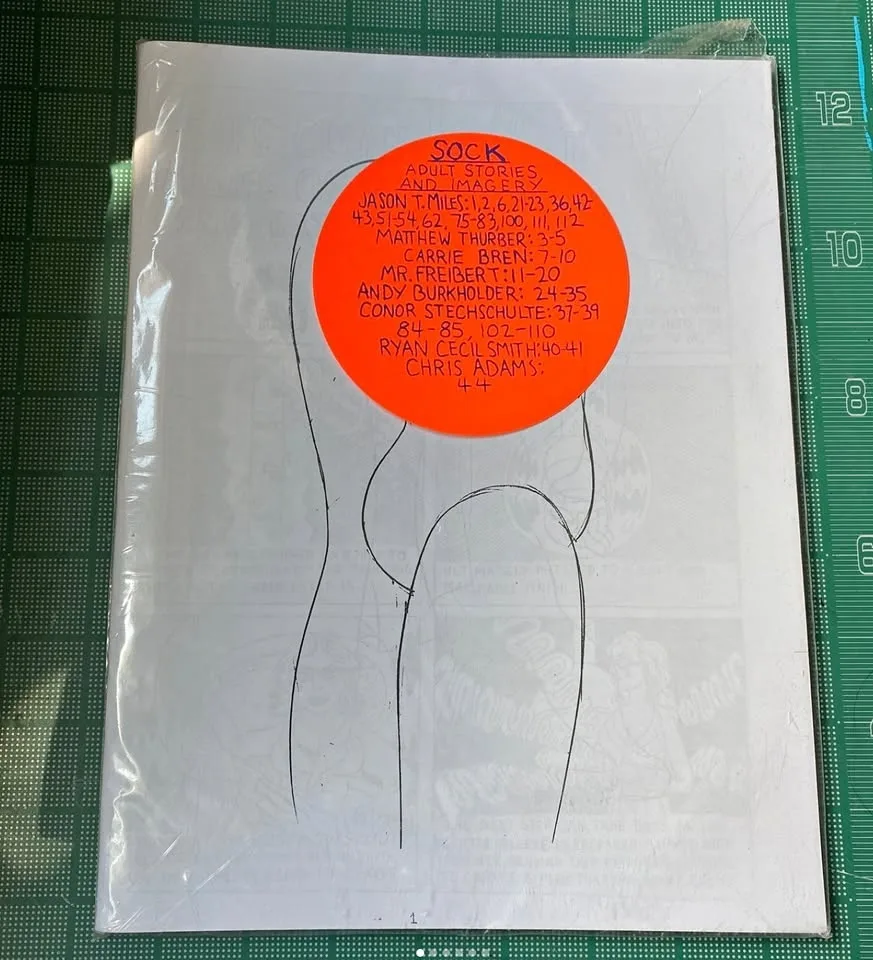 SOCK
ADULT STORIES
AND IMAGERY
JASON T. MILES: 1, 2, 6, 21-23, 36, 42-
43, 51-54, 62, 75-83, 100, 111, 112
MATTHEW THURBER: 3-5
CARRIE BREN: 7-10
MR. FREIBERT: 11-20
ANDY BURKHOLDER: 24-35
CONOR STECHSCHULTE: 37-39
84-85, 102-110
RYAN CECIL SMITH: 40-41
CHRIS ADAMS:
44
1
12
10
8
6